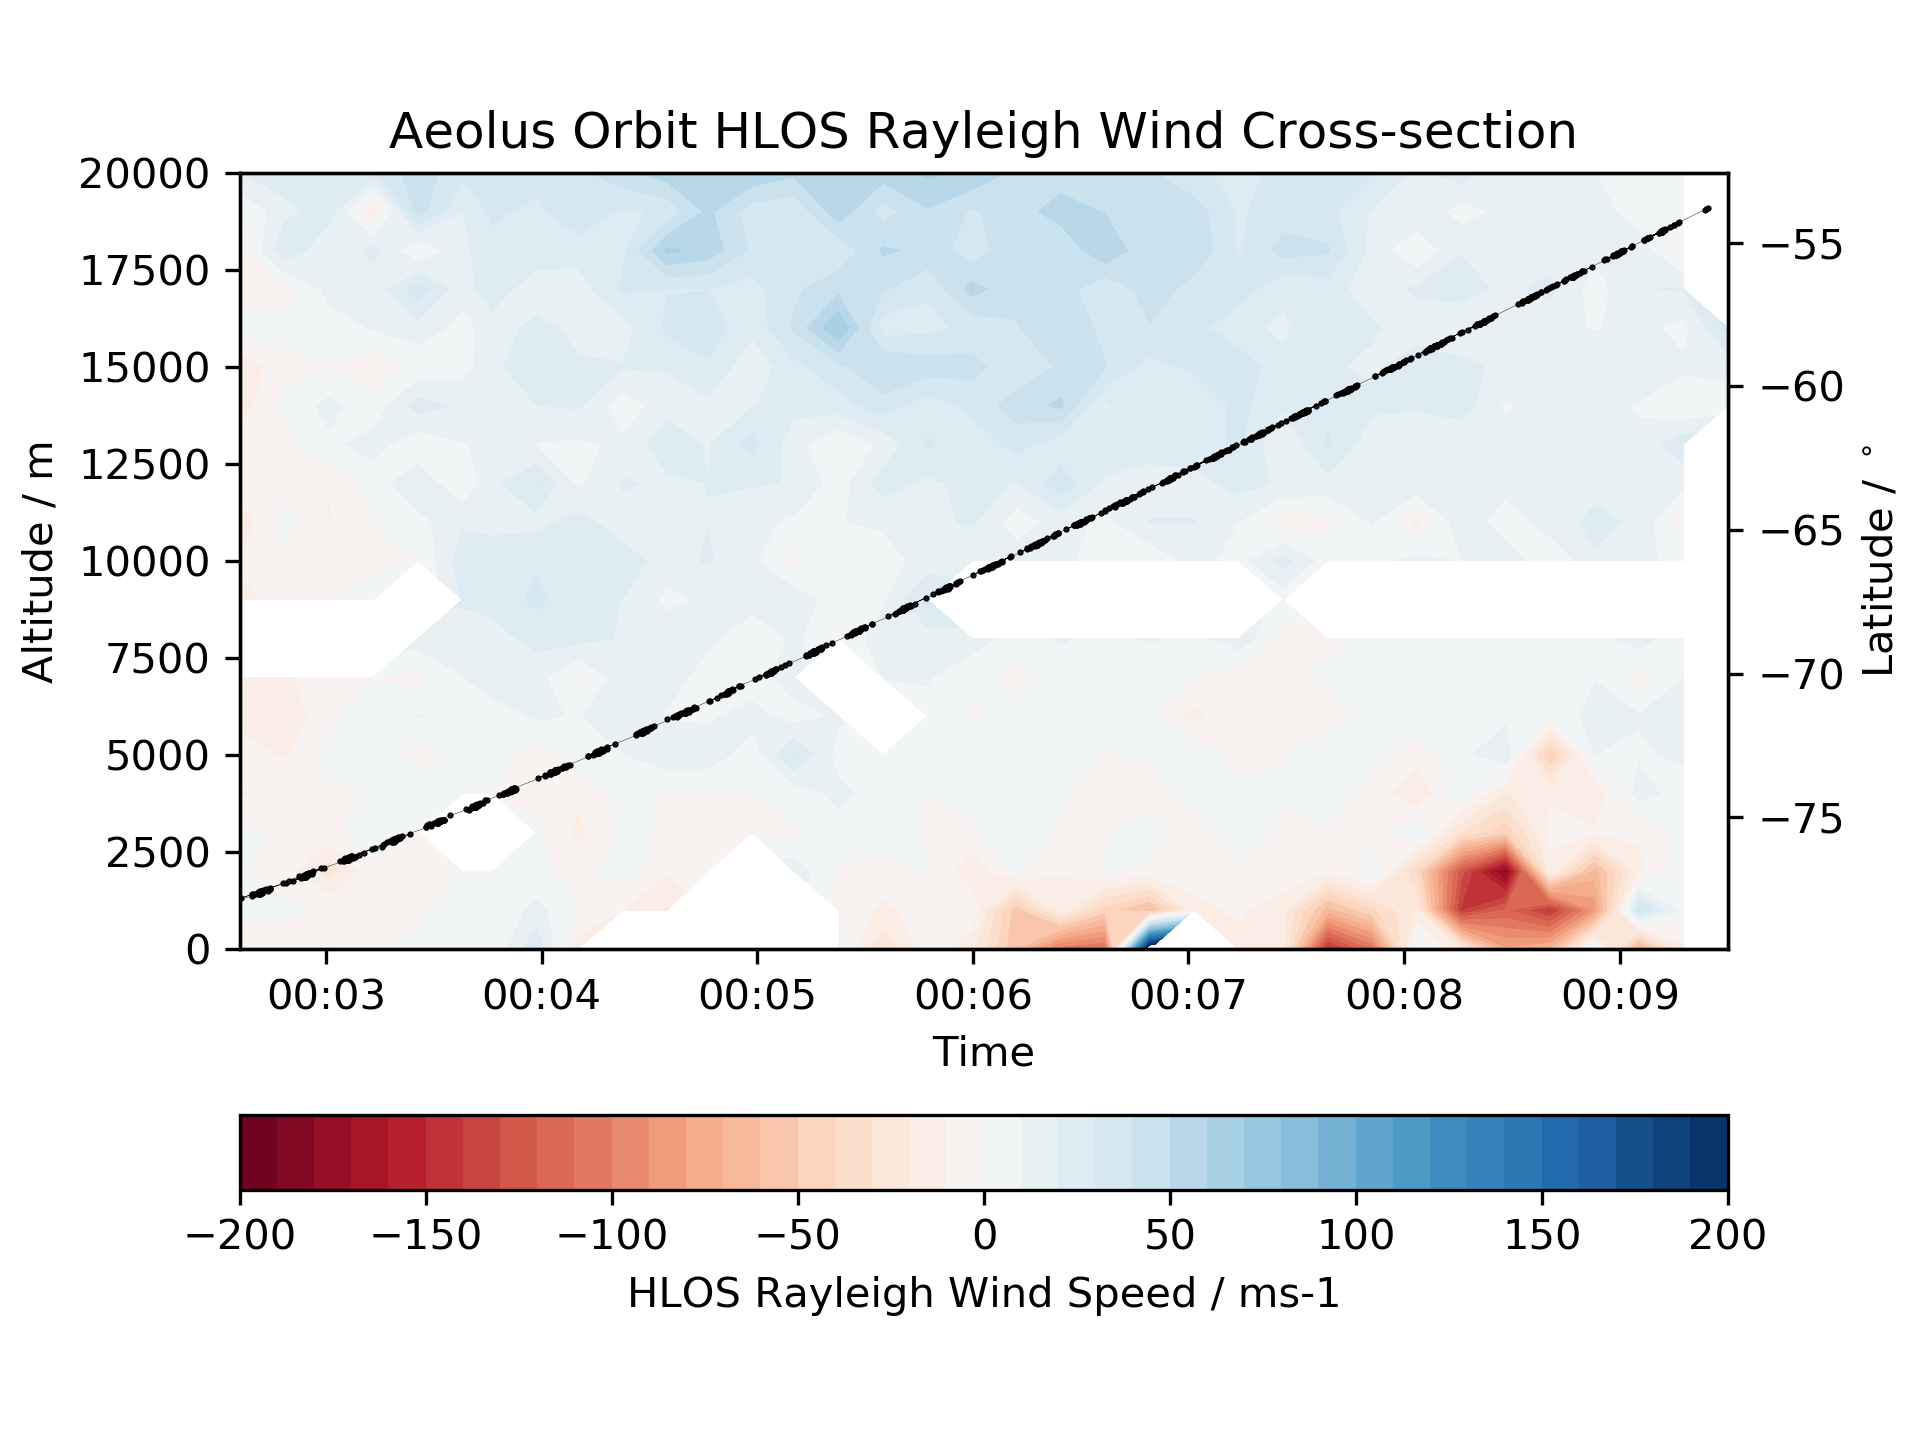 Aeolus Orbit HLOS Rayleigh Wind Cross-section
20000
17500
15000
12500
10000
7500
5000
2500
0
Altitude / m
−55
−60
−65
−70
−75
Latitude / °
00:03 00:04 00:05 00:06 00:07 00:08 00:09
Time
−200 −150 −100 −50 0 50 100 150 200
HLOS Rayleigh Wind Speed / ms-1